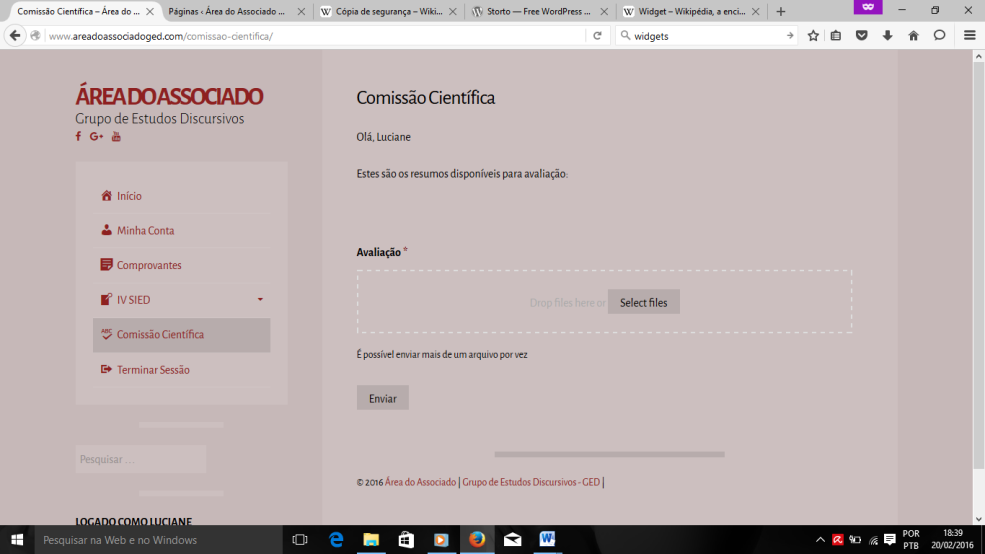 Comissão Científica – Área do ...
Páginas ‹ Área do Associado ...
Cópia de segurança – Wiki...
Storto — Free WordPress ...
Widget – Wikipédia, a enci...
www.areadoassociadoged.com/comissao-cientifica/
widgets
ÁREA DO ASSOCIADO
Grupo de Estudos Discursivos
Início
Minha Conta
Comprovantes
IV SIED
ABC
Comissão Científica
Terminar Sessão
Pesquisar ...
LOGADO COMO LUCIANE
Comissão Científica
Olá, Luciane
Estes são os resumos disponíveis para avaliação:
Avaliação *
Drop files here or Select files
É possível enviar mais de um arquivo por vez
Enviar
© 2016 Área do Associado | Grupo de Estudos Discursivos - GED |
Pesquisar na Web e no Windows
POR
PTB
18:39
20/02/2016